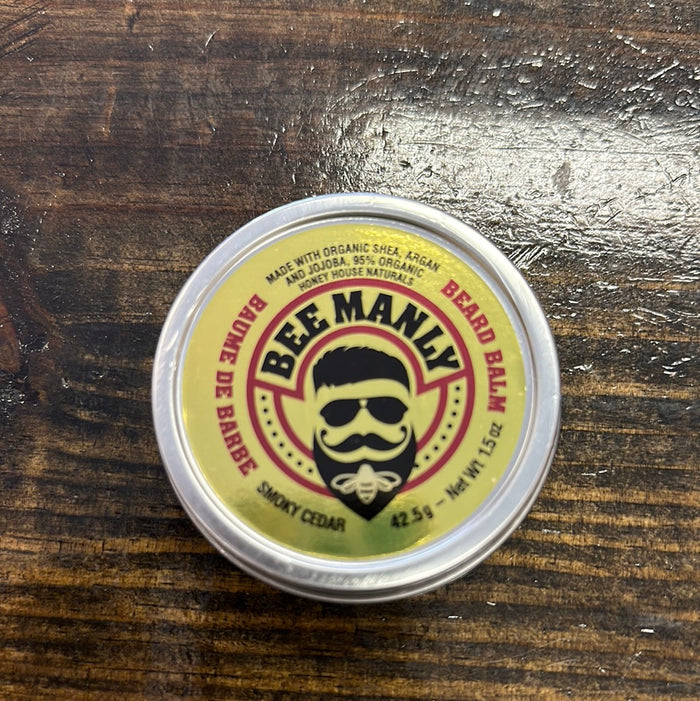 MADE WITH ORGANIC SHEA, ARGAN
AND JOJOBA, 95% ORGANIC
HONEY HOUSE NATURALS
BEE MANLY
BAUME DE BARBE
BEARD BALM
SMOKY CEDAR
42.5g – Net Wt 1.5 oz